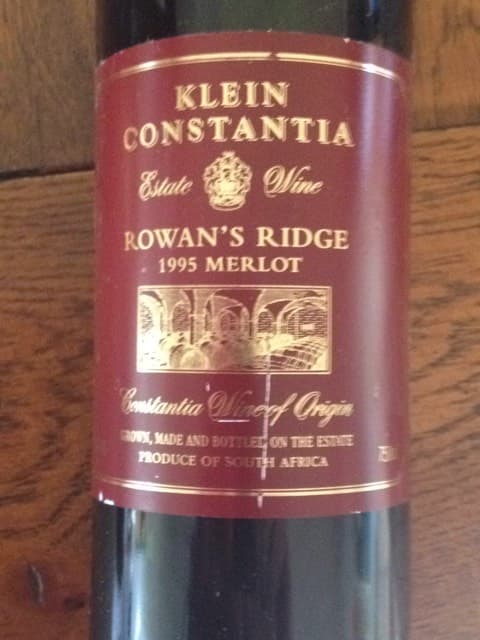 KLEIN
CONSTANTIA
Estate Wine
ROWAN'S RIDGE
1995 MERLOT
Constantia Wine of Origin
GROWN, MADE AND BOTTLED ON THE ESTATE
PRODUCE OF SOUTH AFRICA